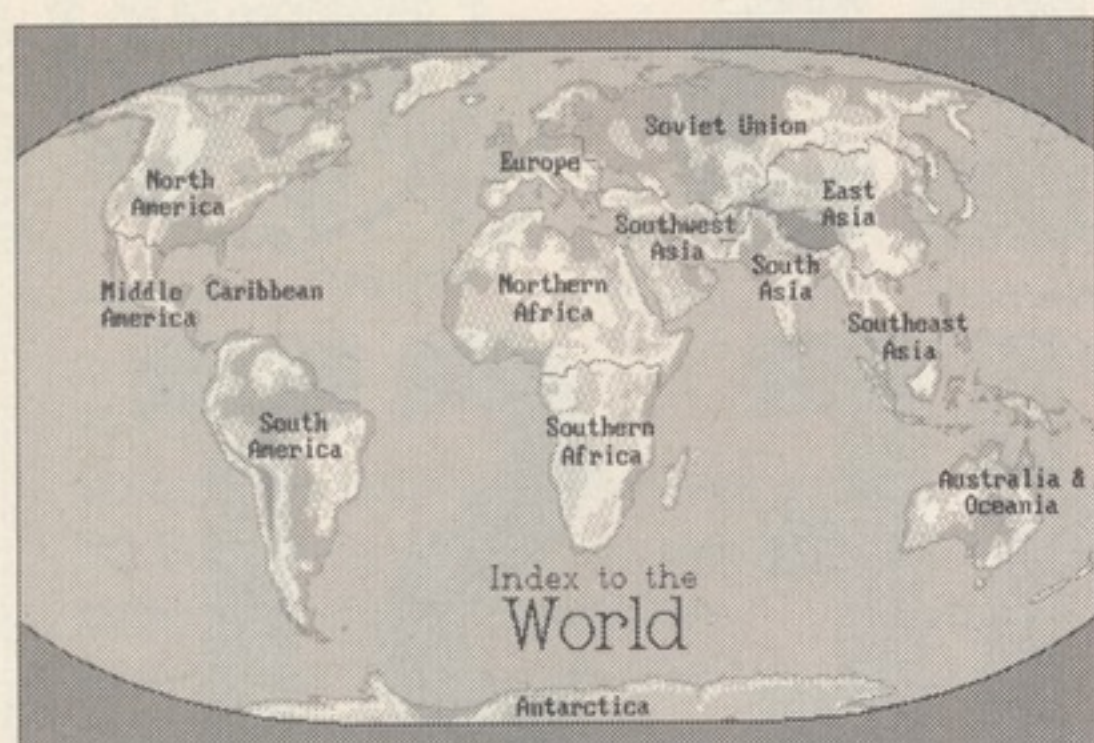 Soviet Union
Europe
North
America
East
Asia
Southwest
Asia
South
Asia
Middle
America
Caribbean
Northern
Africa
Southeast
Asia
South
America
Southern
Africa
Australia &
Oceania
Index to the
World
Antarctica